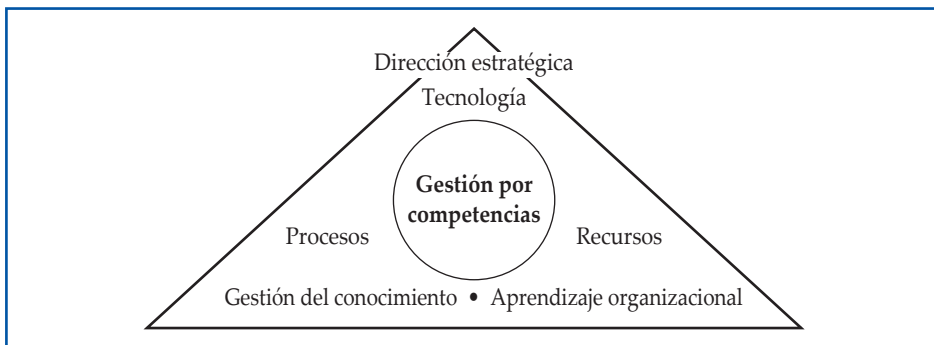 Dirección estratégica
Tecnología
Gestión por
competencias
Procesos
Recursos
Gestión del conocimiento • Aprendizaje organizacional